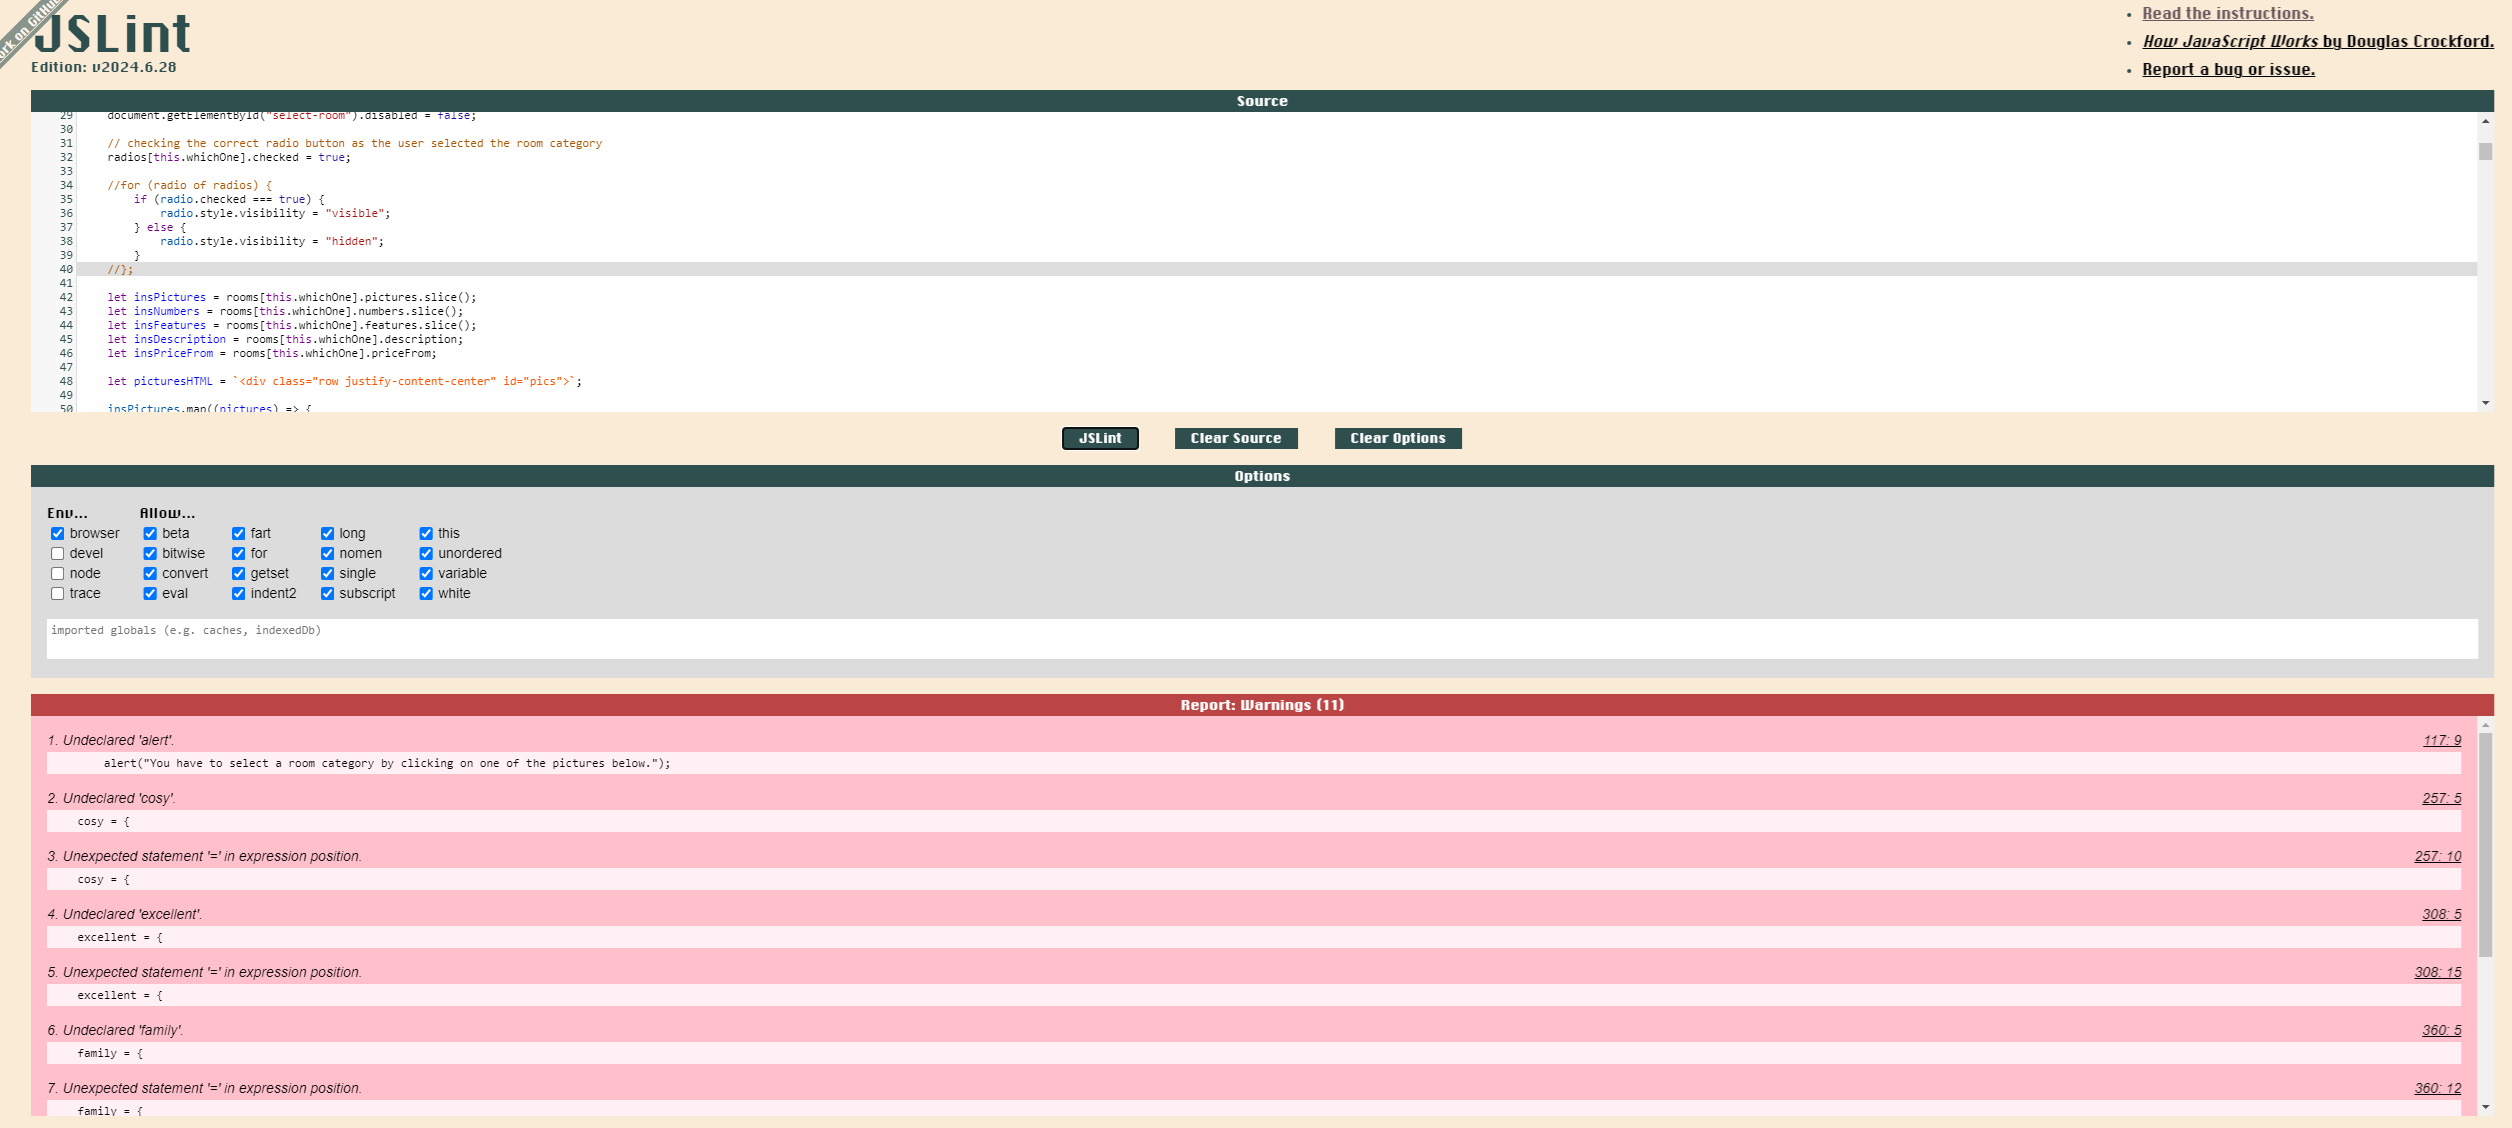 ork on GitHub
JSLint
Edition: v2024.6.28
Read the instructions.
How JavaScript Works by Douglas Crockford.
Report a bug or issue.
Source
29 document.getElementById("select-room").disabled = false;
30
31 // checking the correct radio button as the user selected the room category
32 radios[this.whichOne].checked = true;
33
34 //for (radio of radios) {
35 if (radio.checked === true) {
36 radio.style.visibility = "visible";
37 } else {
38 radio.style.visibility = "hidden";
39 }
40 //};
41
42 let insPictures = rooms[this.whichOne].pictures.slice();
43 let insNumbers = rooms[this.whichOne].numbers.slice();
44 let insFeatures = rooms[this.whichOne].features.slice();
45 let insDescription = rooms[this.whichOne].description;
46 let insPriceFrom = rooms[this.whichOne].priceFrom;
47
48 let picturesHTML = `<div class="row justify-content-center" id="pics">`;
49
50 insPictures.map((pictures) => {
JSLint Clear Source Clear Options
Options
Env... Allow...
browser beta fart long this
devel bitwise for nomen unordered
node convert getset single variable
trace eval indent2 subscript white
imported globals (e.g. caches, indexedDb)
Report: Warnings (11)
1. Undeclared 'alert'. 117: 9
alert("You have to select a room category by clicking on one of the pictures below.");
2. Undeclared 'cosy'. 257: 5
cosy = {
3. Unexpected statement '=' in expression position. 257: 10
cosy = {
4. Undeclared 'excellent'. 308: 5
excellent = {
5. Unexpected statement '=' in expression position. 308: 15
excellent = {
6. Undeclared 'family'. 360: 5
family = {
7. Unexpected statement '=' in expression position. 360: 12
family = {